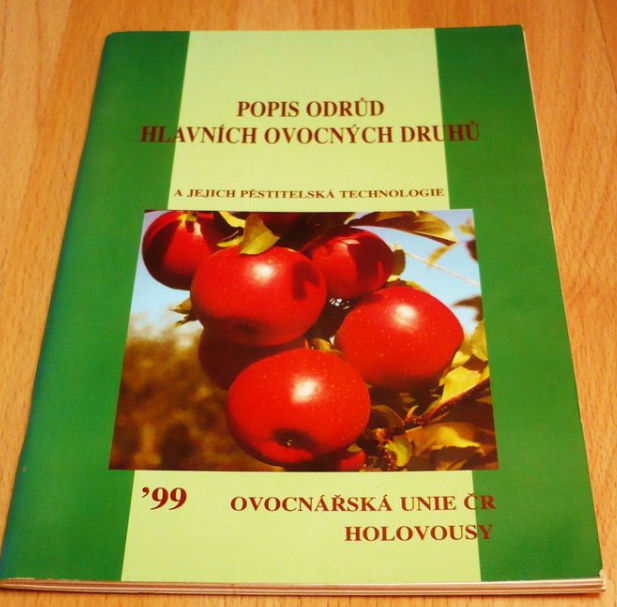 POPIS ODRŮD
HLAVNÍCH OVOCNÝCH DRUHŮ
A JEJICH PĚSTITELSKÁ TECHNOLOGIE
'99 OVOCNÁŘSKÁ UNIE ČR
HOLOVOUSY